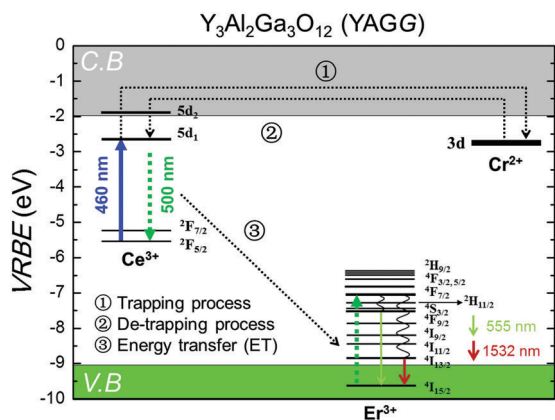 Y₃Al₂Ga₃O₁₂ (YAGG)
VRBE (eV)
0
-1
-2
-3
-4
-5
-6
-7
-8
-9
-10
C.B
V.B
①
②
③
5d₂
5d₁
460 nm
500 nm
²F₇/₂
²F₅/₂
Ce³⁺
3d
Cr²⁺
① Trapping process
② De-trapping process
③ Energy transfer (ET)
²H₉/₂
⁴F₃/₂, ₅/₂
⁴F₇/₂
²H₁₁/₂
⁴S₃/₂
⁴F₉/₂
⁴I₉/₂
⁴I₁₁/₂
⁴I₁₃/₂
⁴I₁₅/₂
555 nm
1532 nm
Er³⁺